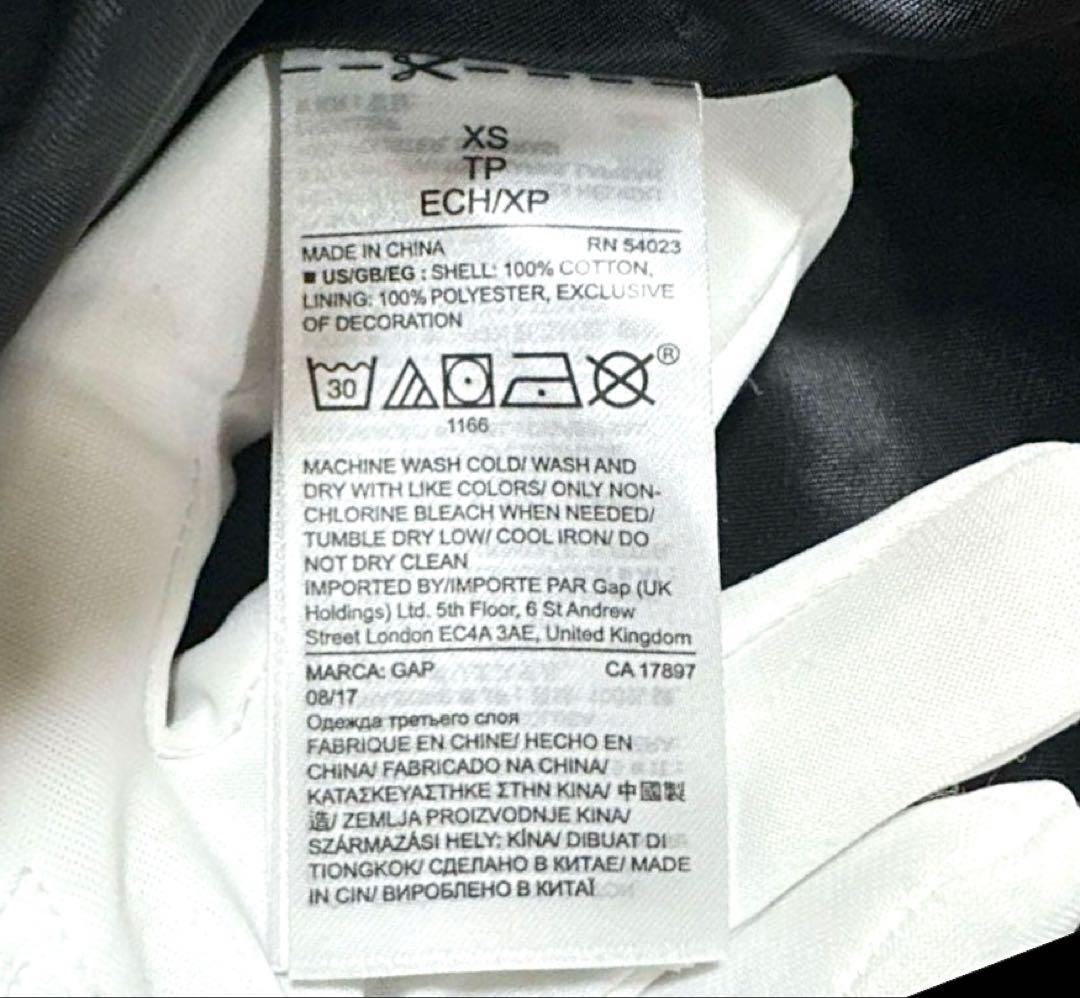 XS
TP
ECH/XP
MADE IN CHINA RN 54023
■ US/GB/EG : SHELL: 100% COTTON,
LINING: 100% POLYESTER, EXCLUSIVE
OF DECORATION
30 ®
1166
MACHINE WASH COLD/ WASH AND
DRY WITH LIKE COLORS/ ONLY NON-
CHLORINE BLEACH WHEN NEEDED/
TUMBLE DRY LOW/ COOL IRON/ DO
NOT DRY CLEAN
IMPORTED BY/IMPORTE PAR Gap (UK
Holdings) Ltd. 5th Floor, 6 St Andrew
Street London EC4A 3AE, United Kingdom
MARCA: GAP CA 17897
08/17
Одежда третьего слоя
FABRIQUE EN CHINE/ HECHO EN
CHINA/ FABRICADO NA CHINA/
ΚΑΤΑΣΚΕΥΑΣΤΗΚΕ ΣΤΗΝ ΚΙΝΑ/ 中國製
造/ ZEMLJA PROIZVODNJE KINA/
SZÁRMAZÁSI HELY: KÍNA/ DIBUAT DI
TIONGKOK/ СДЕЛАНО В КИТАЕ/ MADE
IN CIN/ ВИРОБЛЕНО В КИТАЇ